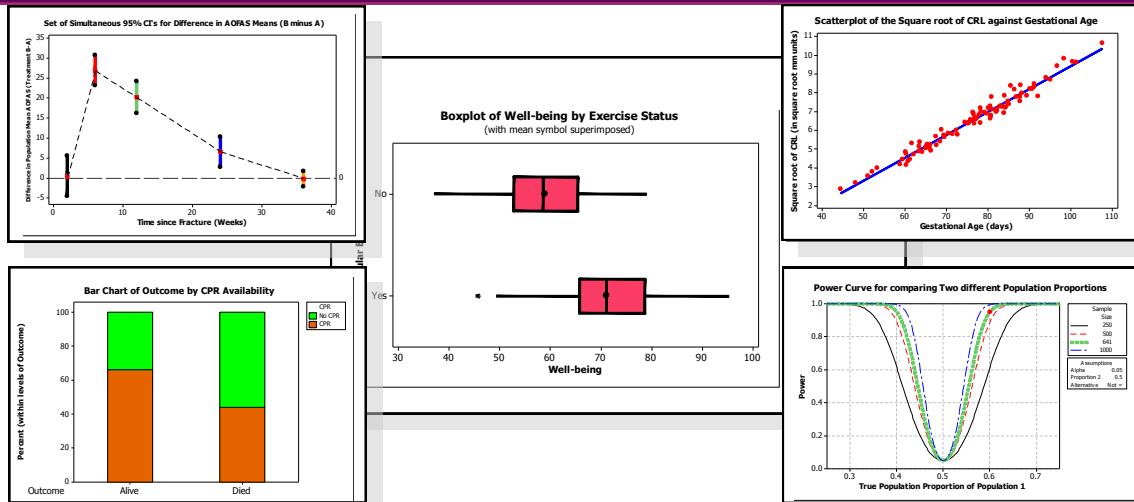 Set of Simultaneous 95% CI's for Difference in AOFAS Means (B minus A)
Difference in Population Mean AOFAS (Treatment B-A)
35
30
25
20
15
10
5
0
-5
0
0
10
20
30
40
Time since Fracture (Weeks)
Boxplot of Well-being by Exercise Status
(with mean symbol superimposed)
No
Yes
30
40
50
60
70
80
90
100
Well-being
Scatterplot of the Square root of CRL against Gestational Age
Square root of CRL (in square root mm units)
11
10
9
8
7
6
5
4
3
2
40
50
60
70
80
90
100
110
Gestational Age (days)
Bar Chart of Outcome by CPR Availability
Percent (within levels of Outcome)
100
80
60
40
20
0
Outcome
Alive
Died
CPR
No CPR
CPR
Power Curve for comparing Two different Population Proportions
Power
1.0
0.8
0.6
0.4
0.2
0.0
0.3
0.4
0.5
0.6
0.7
True Population Proportion of Population 1
Sample
Size
250
500
641
1000
Assumptions
Alpha 0.05
Proportion 2 0.5
Alternative Not =